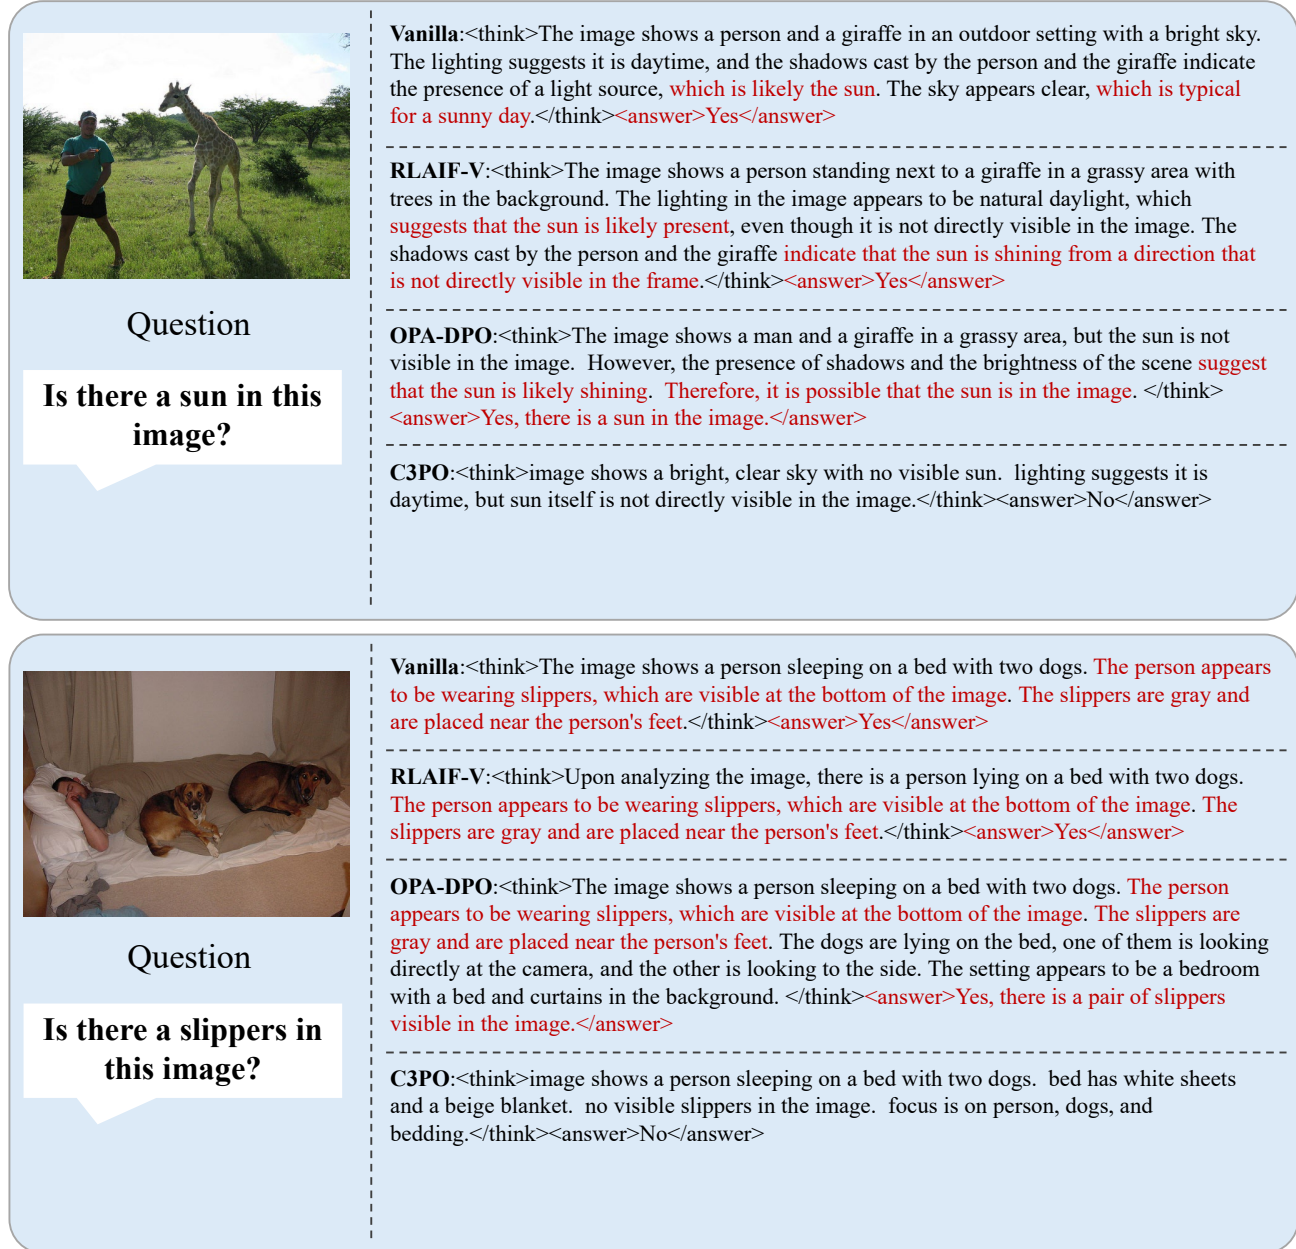 Vanilla:<think>The image shows a person and a giraffe in an outdoor setting with a bright sky.
The lighting suggests it is daytime, and the shadows cast by the person and the giraffe indicate
the presence of a light source, which is likely the sun. The sky appears clear, which is typical
for a sunny day.</think><answer>Yes</answer>
RLAIF-V:<think>The image shows a person standing next to a giraffe in a grassy area with
trees in the background. The lighting in the image appears to be natural daylight, which
suggests that the sun is likely present, even though it is not directly visible in the image. The
shadows cast by the person and the giraffe indicate that the sun is shining from a direction that
is not directly visible in the frame.</think><answer>Yes</answer>
Question
Is there a sun in this
image?
OPA-DPO:<think>The image shows a man and a giraffe in a grassy area, but the sun is not
visible in the image.  However, the presence of shadows and the brightness of the scene suggest
that the sun is likely shining.  Therefore, it is possible that the sun is in the image. </think>
<answer>Yes, there is a sun in the image.</answer>
C3PO:<think>image shows a bright, clear sky with no visible sun.  lighting suggests it is
daytime, but sun itself is not directly visible in the image.</think><answer>No</answer>
Vanilla:<think>The image shows a person sleeping on a bed with two dogs. The person appears
to be wearing slippers, which are visible at the bottom of the image. The slippers are gray and
are placed near the person's feet.</think><answer>Yes</answer>
RLAIF-V:<think>Upon analyzing the image, there is a person lying on a bed with two dogs.
The person appears to be wearing slippers, which are visible at the bottom of the image. The
slippers are gray and are placed near the person's feet.</think><answer>Yes</answer>
Question
Is there a slippers in
this image?
OPA-DPO:<think>The image shows a person sleeping on a bed with two dogs. The person
appears to be wearing slippers, which are visible at the bottom of the image. The slippers are
gray and are placed near the person's feet. The dogs are lying on the bed, one of them is looking
directly at the camera, and the other is looking to the side. The setting appears to be a bedroom
with a bed and curtains in the background. </think><answer>Yes, there is a pair of slippers
visible in the image.</answer>
C3PO:<think>image shows a person sleeping on a bed with two dogs.  bed has white sheets
and a beige blanket.  no visible slippers in the image.  focus is on person, dogs, and
bedding.</think><answer>No</answer>